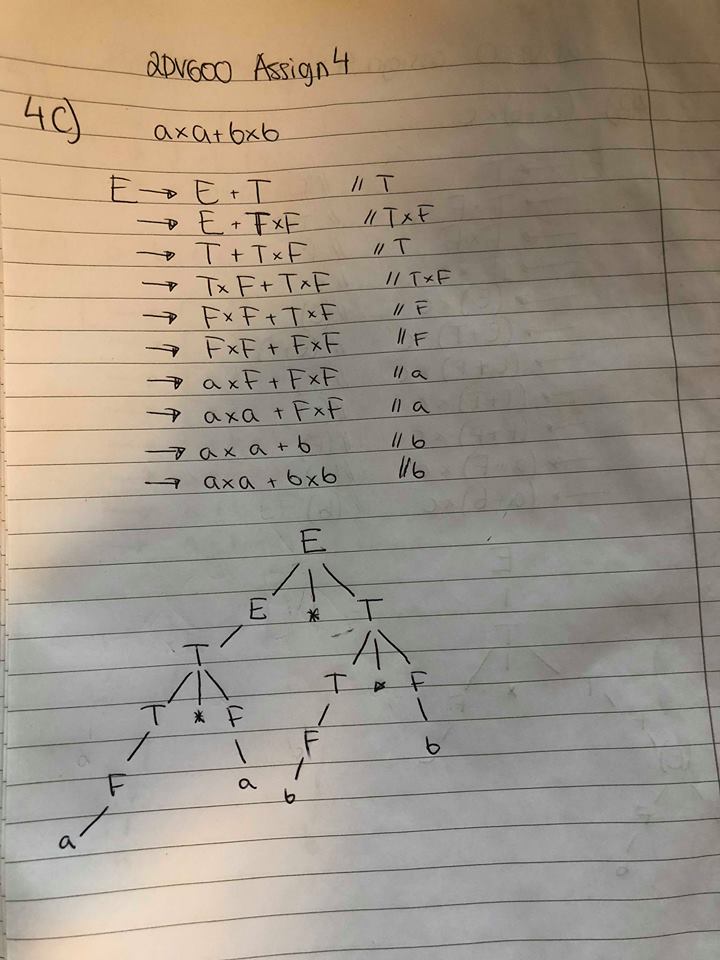 2DV600 Assign 4
4c) a×a+b×b
E → E + T // T
→ E + T×F // T×F
→ T + T×F // T
→ T×F + T×F // T×F
→ F×F + T×F // F
→ F×F + F×F // F
→ a×F + F×F // a
→ a×a + F×F // a
→ a×a + b // b
→ a×a + b×b // b
E
E * T
T T F
T * F F b
F a b
a